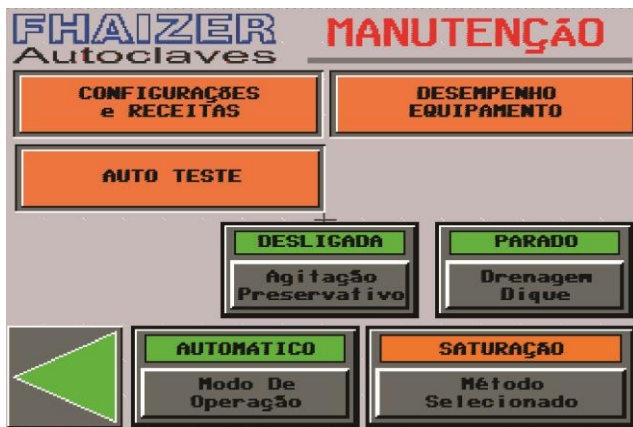 FHAIZER
Autoclaves
MANUTENÇÃO
CONFIGURAÇÕES
e RECEITAS
DESEMPENHO
EQUIPAMENTO
AUTO TESTE
DESLIGADA
Agitação
Preservativo
PARADO
Drenagem
Dique
AUTOMÁTICO
Modo De
Operação
SATURAÇÃO
Método
Selecionado